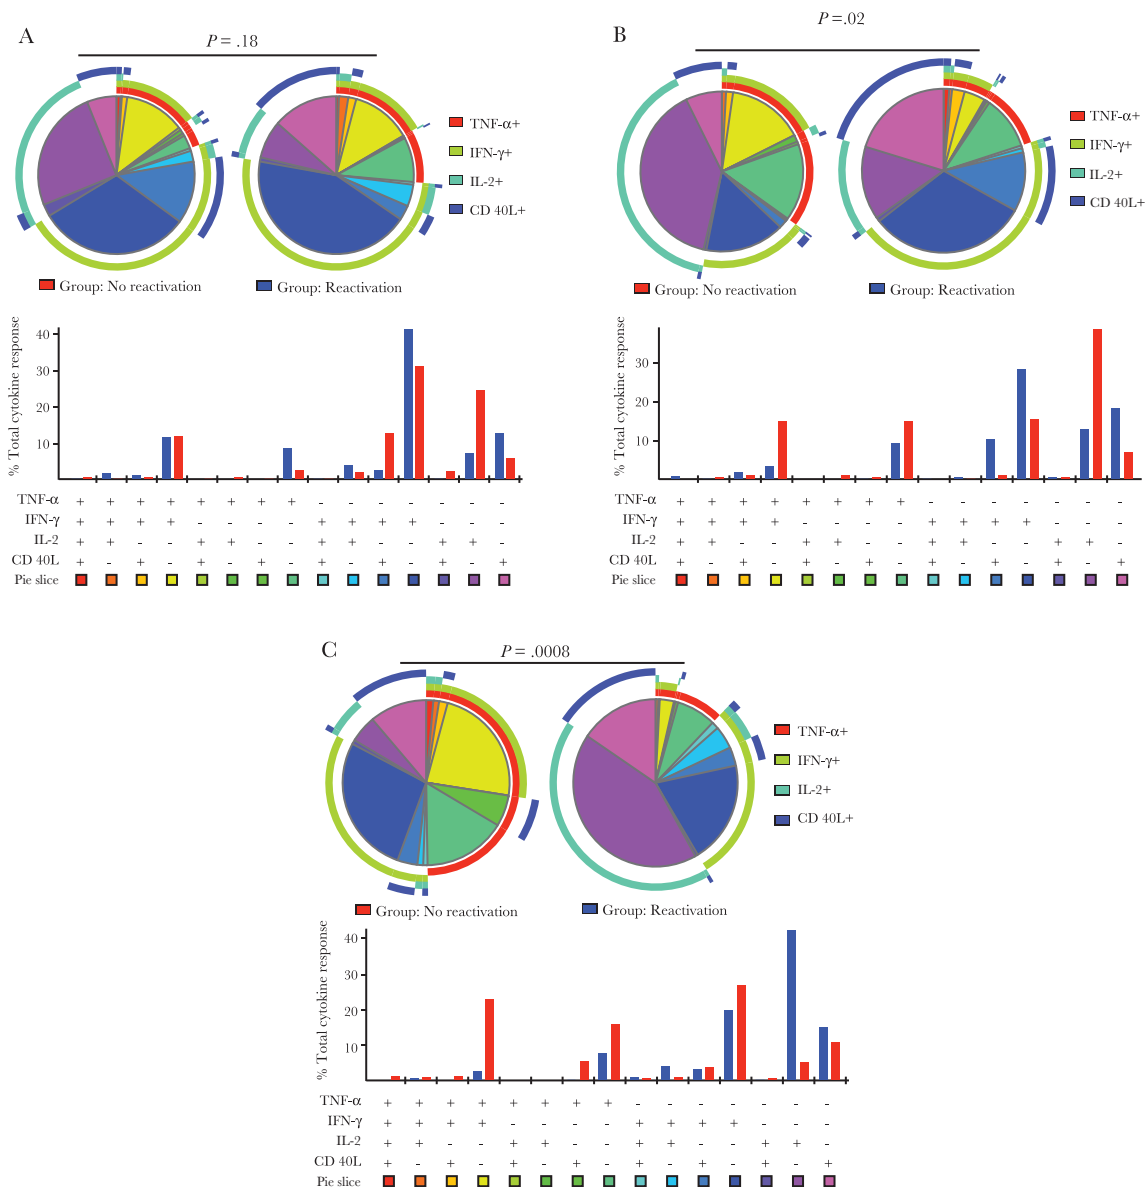 A
P = .18
TNF-α+
IFN-γ+
IL-2+
CD 40L+
Group: No reactivation
Group: Reactivation
% Total cytokine response
40
30
20
10
TNF-α + + + + + + + + - - - - - - -
IFN-γ + + + + - - - - + + + + - - -
IL-2 + + - - + + - - + + - - + + -
CD 40L + - + - + - + - + - + - + - +
Pie slice
B
P = .02
TNF-α+
IFN-γ+
IL-2+
CD 40L+
Group: No reactivation
Group: Reactivation
% Total cytokine response
30
20
10
TNF-α + + + + + + + + - - - - - - -
IFN-γ + + + + - - - - + + + + - - -
IL-2 + + - - + + - - + + - - + + -
CD 40L + - + - + - + - + - + - + - +
Pie slice
C
P = .0008
TNF-α+
IFN-γ+
IL-2+
CD 40L+
Group: No reactivation
Group: Reactivation
% Total cytokine response
40
30
20
10
TNF-α + + + + + + + + - - - - - - -
IFN-γ + + + + - - - - + + + + - - -
IL-2 + + - - + + - - + + - - + + -
CD 40L + - + - + - + - + - + - + - +
Pie slice